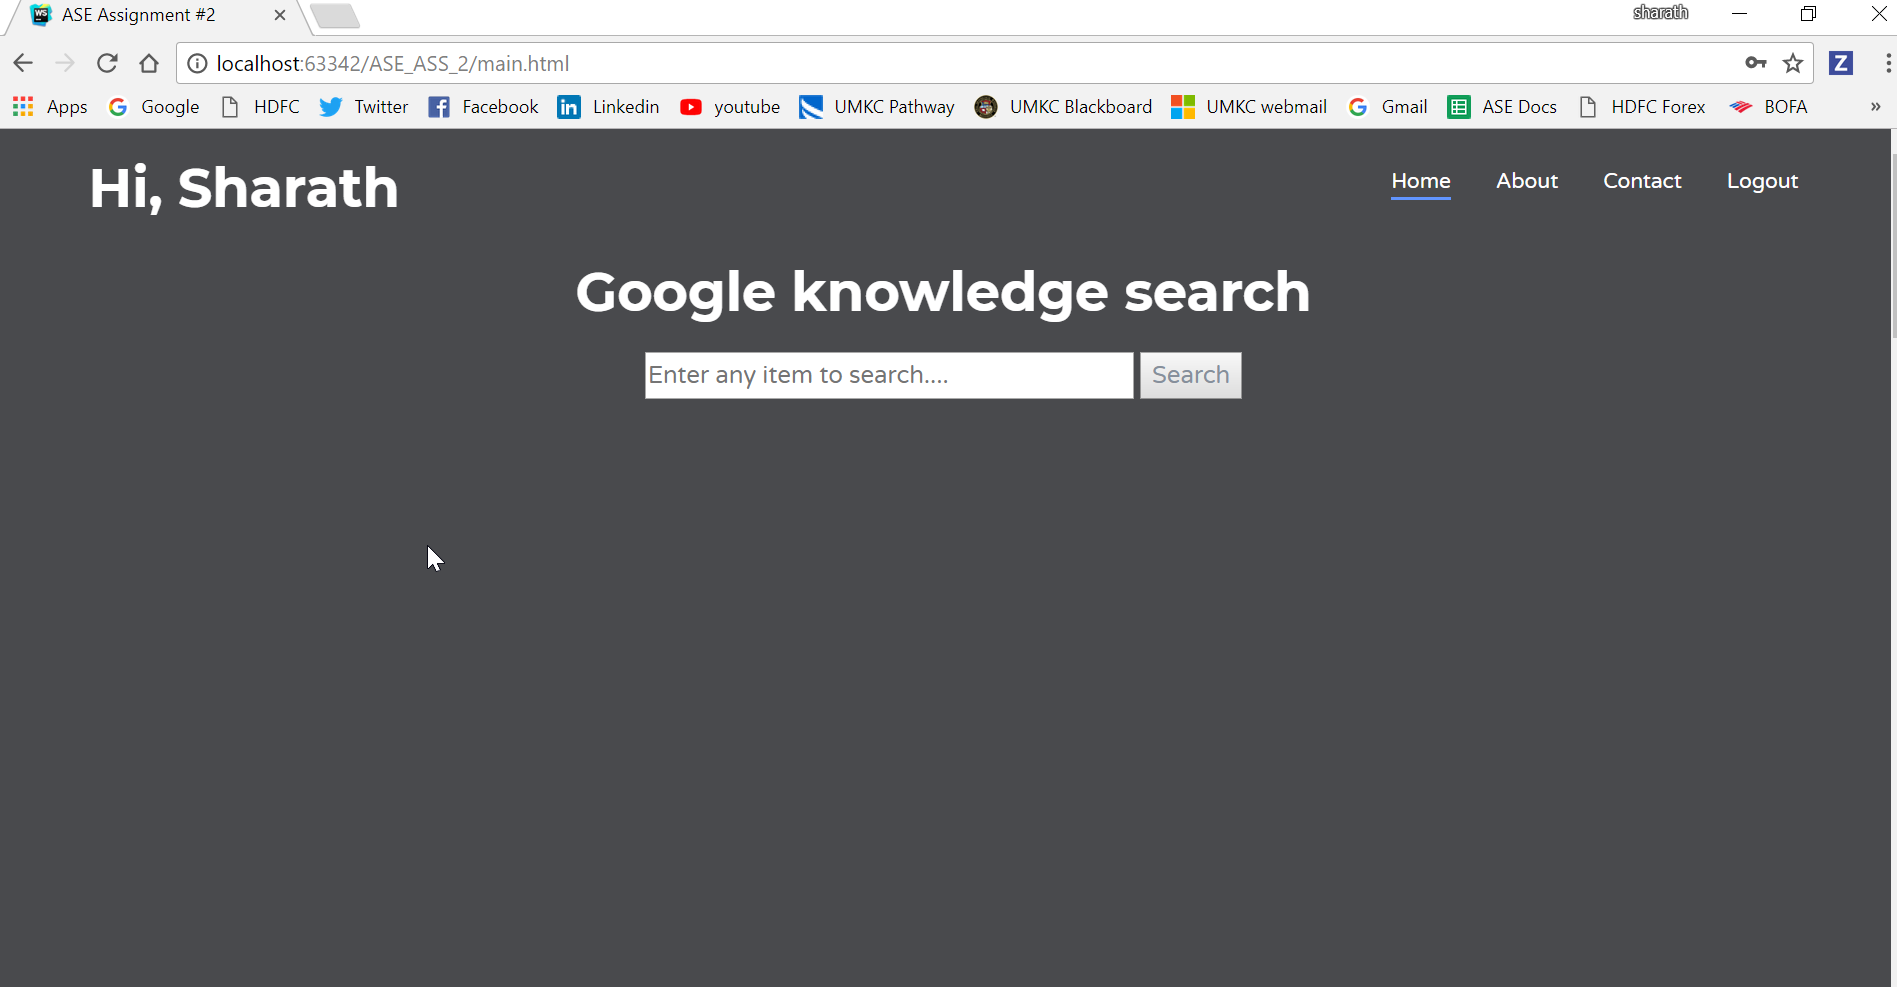 ASE Assignment #2
sharath
localhost:63342/ASE_ASS_2/main.html
Z
Apps Google HDFC Twitter Facebook Linkedin youtube UMKC Pathway UMKC Blackboard UMKC webmail Gmail ASE Docs HDFC Forex BOFA »
Hi, Sharath
Home About Contact Logout
Google knowledge search
Enter any item to search.... Search